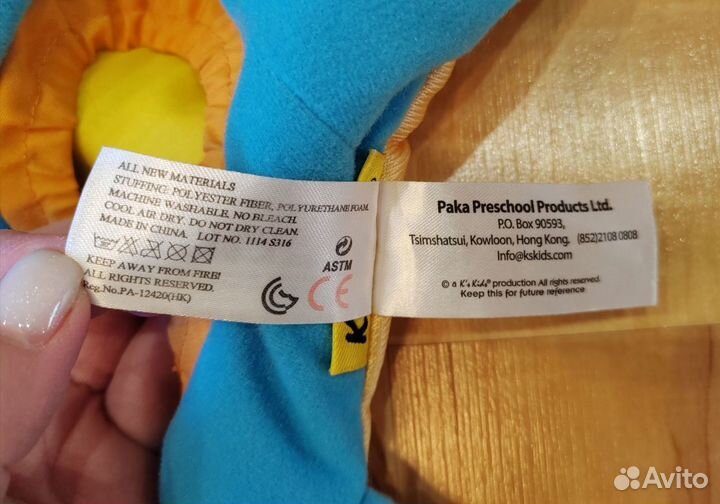 ALL NEW MATERIALS
STUFFING: POLYESTER FIBER, POLYURETHANE FOAM.
MACHINE WASHABLE, NO BLEACH.
COOL AIR DRY. DO NOT DRY CLEAN.
MADE IN CHINA. LOT NO. 1114 S316
KEEP AWAY FROM FIRE!
ALL RIGHTS RESERVED.
Reg.No.PA-12420(HK)
ASTM
CE
Paka Preschool Products Ltd.
P.O. Box 90593,
Tsimshatsui, Kowloon, Hong Kong. (852)2108 0808
Info@kskids.com
© a K's Kids® production All rights reserved.
Keep this for future reference
K
Avito